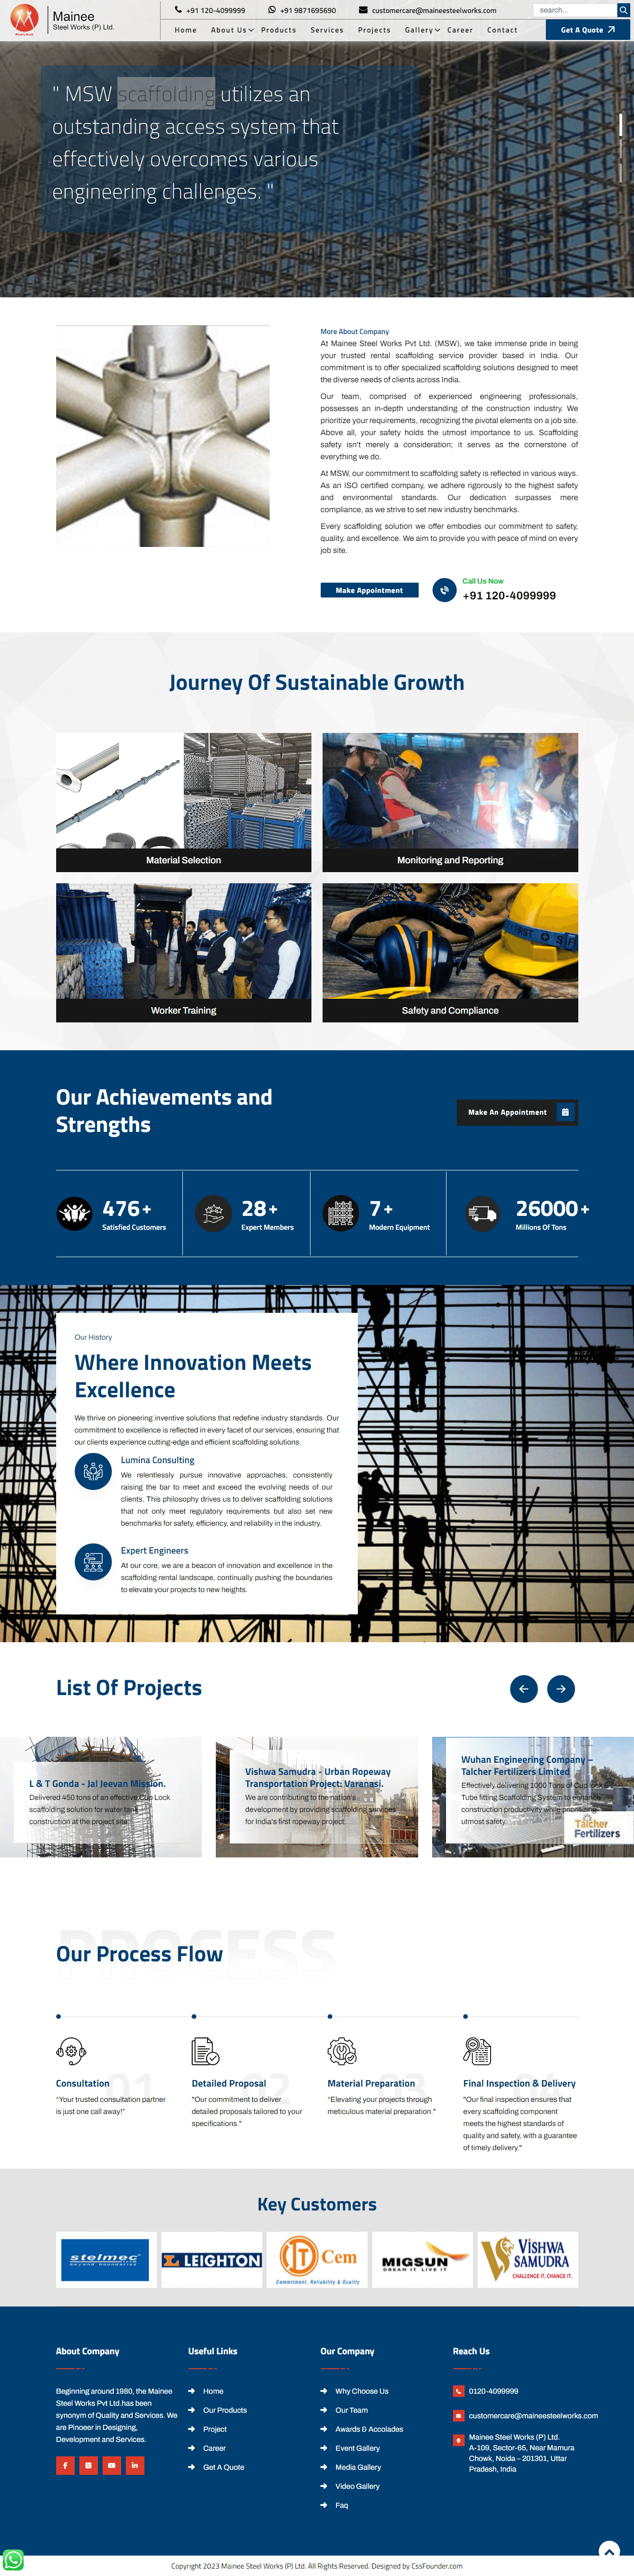 Mainee
Steel Works (P) Ltd.
+91 120-4099999
+91 9871695690
customercare@maineesteelworks.com
search...
Home
About Us
Products
Services
Projects
Gallery
Career
Contact
Get A Quote
" MSW scaffolding utilizes an
outstanding access system that
effectively overcomes various
engineering challenges. "
More About Company
At Mainee Steel Works Pvt Ltd. (MSW), we take immense pride in being
your trusted rental scaffolding service provider based in India. Our
commitment is to offer specialized scaffolding solutions designed to meet
the diverse needs of clients across India.
Our team, comprised of experienced engineering professionals,
possesses an in-depth understanding of the construction industry. We
prioritize your requirements, recognizing the pivotal elements on a job site.
Above all, your safety holds the utmost importance to us. Scaffolding
safety isn't merely a consideration; it serves as the cornerstone of
everything we do.
At MSW, our commitment to scaffolding safety is reflected in various ways.
As an ISO certified company, we adhere rigorously to the highest safety
and environmental standards. Our dedication surpasses mere
compliance, as we strive to set new industry benchmarks.
Every scaffolding solution we offer embodies our commitment to safety,
quality, and excellence. We aim to provide you with peace of mind on every
job site.
Make Appointment
Call Us Now
+91 120-4099999
Journey Of Sustainable Growth
Material Selection
Monitoring and Reporting
Worker Training
Safety and Compliance
Our Achievements and
Strengths
Make An Appointment
476+
Satisfied Customers
28+
Expert Members
7+
Modern Equipment
26000+
Millions Of Tons
Our History
Where Innovation Meets
Excellence
We thrive on pioneering inventive solutions that redefine industry standards. Our
commitment to excellence is reflected in every facet of our services, ensuring that
our clients experience cutting-edge and efficient scaffolding solutions.
Lumina Consulting
We relentlessly pursue innovative approaches, consistently
raising the bar to meet and exceed the evolving needs of our
clients. This philosophy drives us to deliver scaffolding solutions
that not only meet regulatory requirements but also set new
benchmarks for safety, efficiency, and reliability in the industry.
Expert Engineers
At our core, we are a beacon of innovation and excellence in the
scaffolding rental landscape, continually pushing the boundaries
to elevate your projects to new heights.
List Of Projects
L & T Gonda - Jal Jeevan Mission.
Delivered 450 tons of an effective Cup Lock
scaffolding solution for water tank
construction at the project site.
Vishwa Samudra - Urban Ropeway
Transportation Project: Varanasi.
We are contributing to the nation's
development by providing scaffolding services
for India's first ropeway project.
Wuhan Engineering Company –
Talcher Fertilizers Limited
Effectively delivering 1000 Tons of Cup lock &
Tube fitting Scaffolding System to enhance
construction productivity while prioritizing
utmost safety.
Talcher
Fertilizers
PROCESS
Our Process Flow
01
Consultation
"Your trusted consultation partner
is just one call away!"
02
Detailed Proposal
"Our commitment to deliver
detailed proposals tailored to your
specifications."
03
Material Preparation
"Elevating your projects through
meticulous material preparation."
Final Inspection & Delivery
"Our final inspection ensures that
every scaffolding component
meets the highest standards of
quality and safety, with a guarantee
of timely delivery."
Key Customers
stelmec
beyond boundaries
LEIGHTON
JTCem
Commitment, Reliability & Quality
MIGSUN
DREAM IT LIVE IT
VISHWA
SAMUDRA
CHALLENGE IT. CHANGE IT.
About Company
Beginning around 1980, the Mainee
Steel Works Pvt Ltd.has been
synonym of Quality and Services. We
are Pinoeer in Designing,
Development and Services.
Useful Links
Home
Our Products
Project
Career
Get A Quote
Our Company
Why Choose Us
Our Team
Awards & Accolades
Event Gallery
Media Gallery
Video Gallery
Faq
Reach Us
0120-4099999
customercare@maineesteelworks.com
Mainee Steel Works (P) Ltd.
A-109, Sector-65, Near Mamura
Chowk, Noida – 201301, Uttar
Pradesh, India
Copyright 2023 Mainee Steel Works (P) Ltd. All Rights Reserved. Designed by CssFounder.com